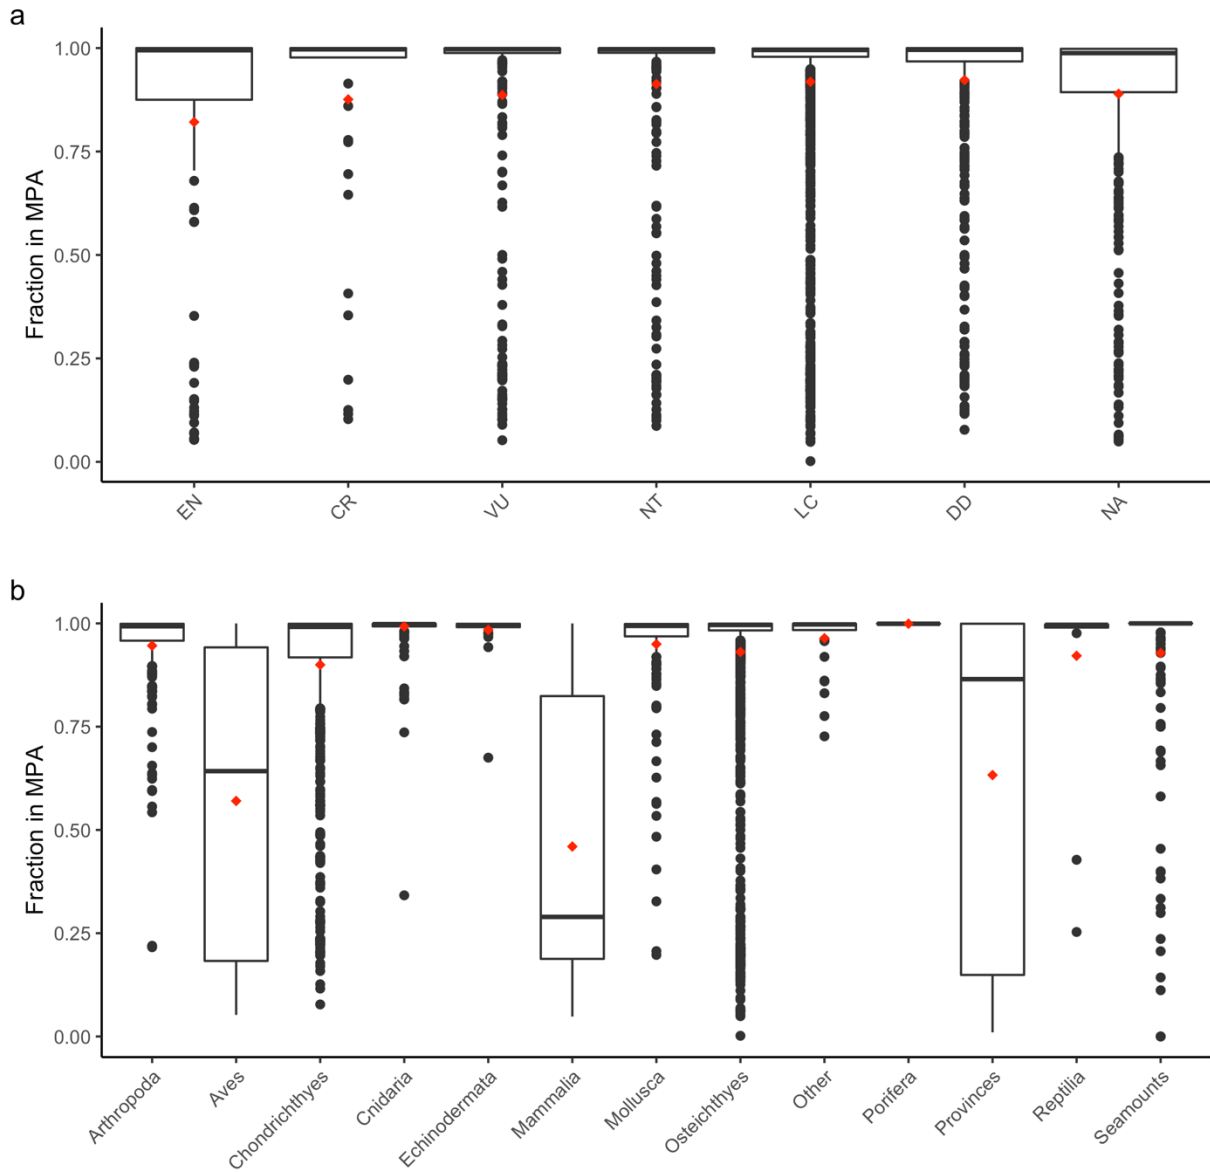 a
Fraction in MPA
1.00
0.75
0.50
0.25
0.00
EN CR VU NT LC DD NA
b
Fraction in MPA
1.00
0.75
0.50
0.25
0.00
Arthropoda Aves Chondrichthyes Cnidaria Echinodermata Mammalia Mollusca Osteichthyes Other Porifera Provinces Reptilia Seamounts